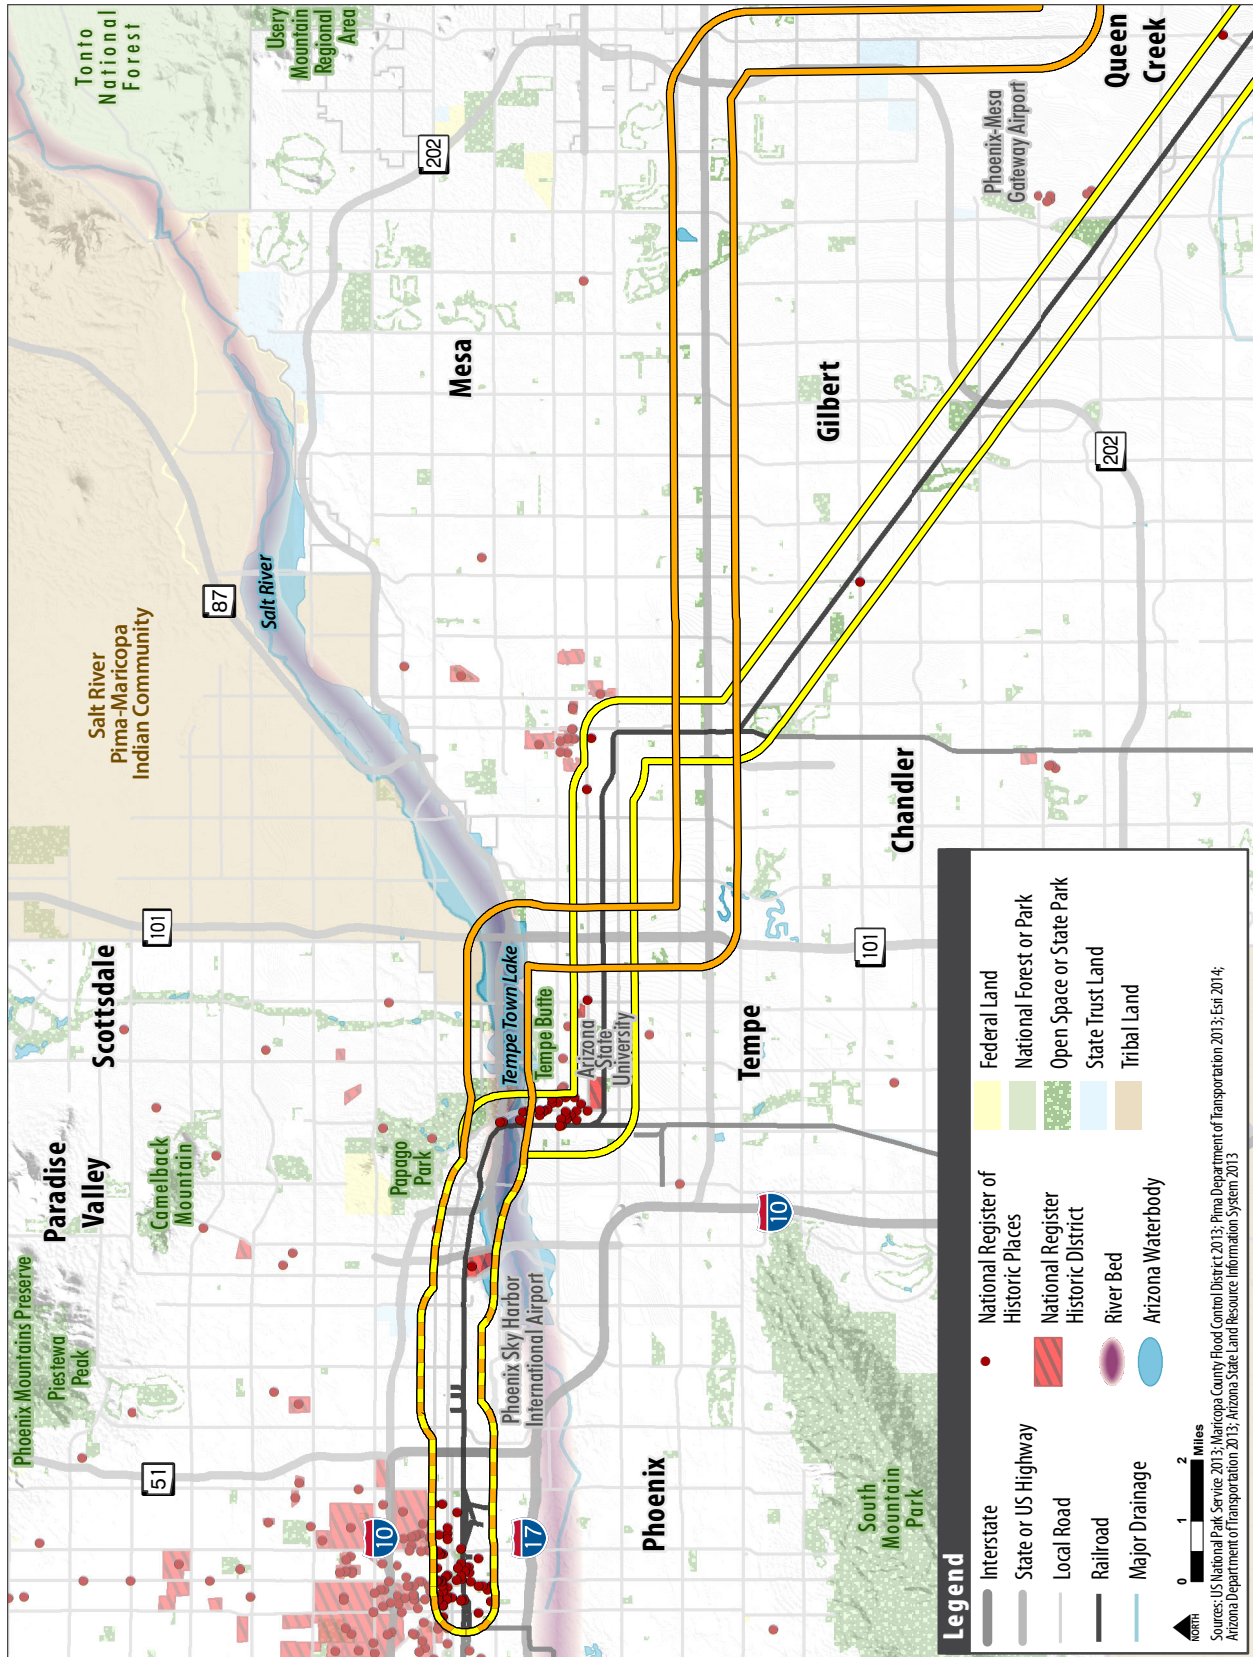 Tonto
National
Forest
Usery
Mountain
Regional
Area
Queen
Creek
202
Phoenix-Mesa
Gateway Airport
Mesa
Gilbert
202
87
Salt River
Salt River
Pima-Maricopa
Indian Community
Chandler
101
101
Scottsdale
Tempe Town Lake
Tempe Butte
Arizona
State
University
Tempe
Paradise
Valley
Camelback
Mountain
Papago
Park
10
Phoenix Mountains Preserve
Piestewa
Peak
Phoenix Sky Harbor
International Airport
51
10
17
Phoenix
South
Mountain
Park
Legend
Interstate
State or US Highway
Local Road
Railroad
Major Drainage
National Register of
Historic Places
National Register
Historic DIstrict
River Bed
Arizona Waterbody
Federal Land
National Forest or Park
Open Space or State Park
State Trust Land
Tribal Land
NORTH
0 1 2 Miles
Sources: US National Park Service 2013; Maricopa County Flood Control District 2013; Pima Department of Transportation 2013; Esri 2014;
Arizona Department of Transportation 2013; Arizona State Land Resource Information System 2013